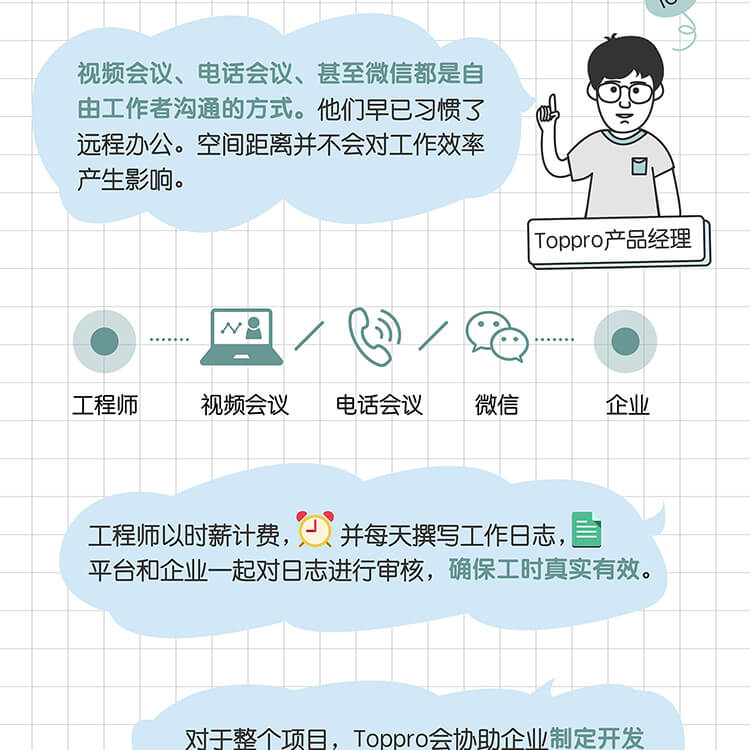 视频会议、电话会议、甚至微信都是自
由工作者沟通的方式。他们早已习惯了
远程办公。空间距离并不会对工作效率
产生影响。
Toppro产品经理
工程师
视频会议
电话会议
微信
企业
工程师以时薪计费，并每天撰写工作日志，
平台和企业一起对日志进行审核，确保工时真实有效。
对于整个项目，Toppro会协助企业制定开发